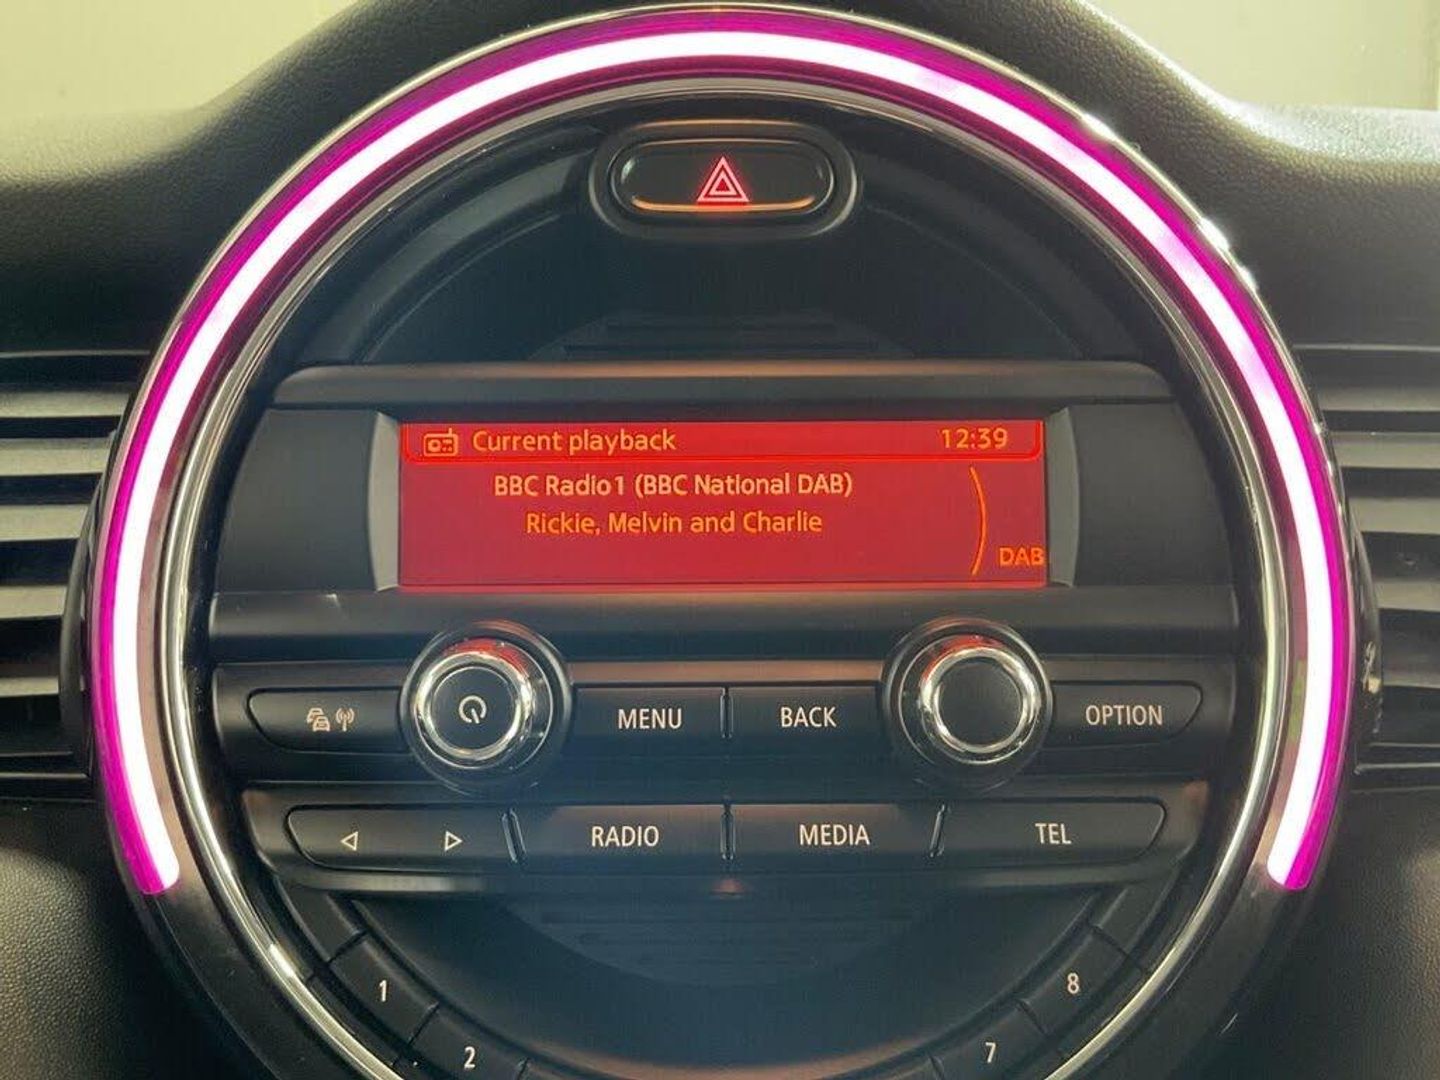 Current playback 12:39
BBC Radio1 (BBC National DAB)
Rickie, Melvin and Charlie
DAB
MENU BACK OPTION
RADIO MEDIA TEL
1 8
2 7